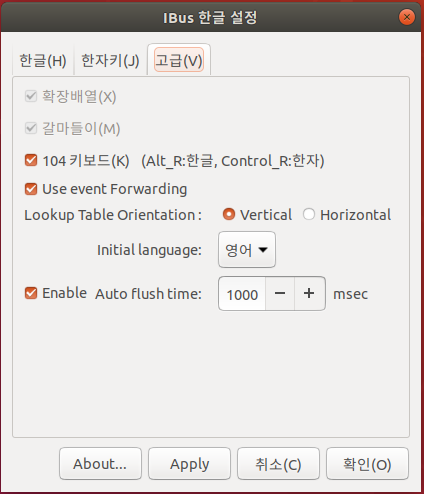 IBus 한글 설정
한글(H) 한자키(J) 고급(V)
확장배열(X)
갈마들이(M)
104 키보드(K) (Alt_R:한글, Control_R:한자)
Use event Forwarding
Lookup Table Orientation : Vertical Horizontal
Initial language: 영어
Enable Auto flush time: 1000 − + msec
About... Apply 취소(C) 확인(O)